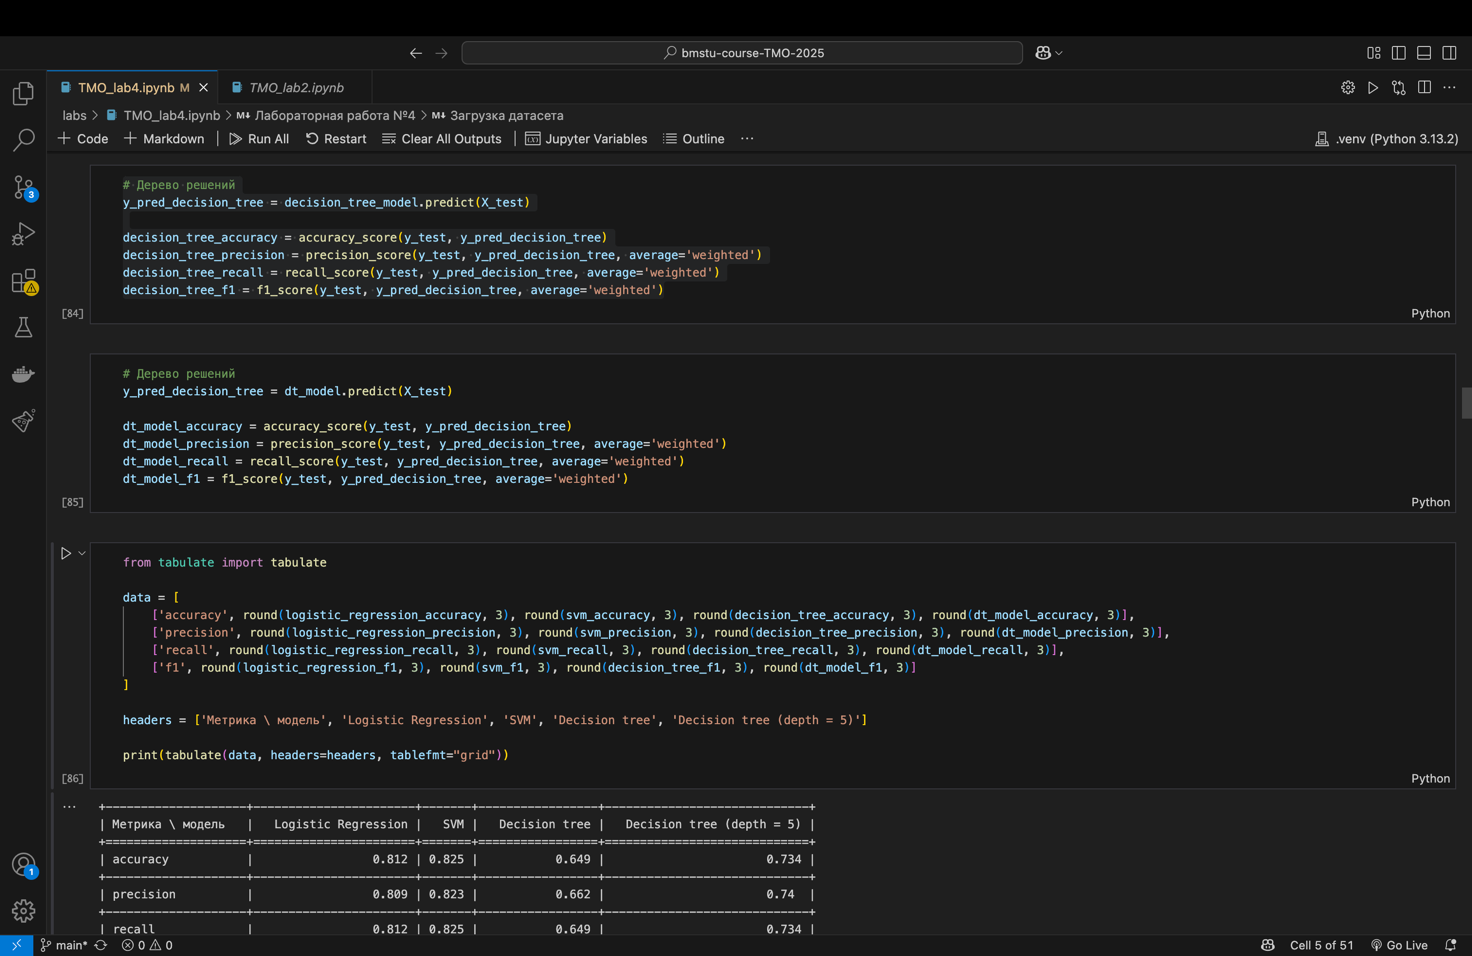 bmstu-course-TMO-2025
TMO_lab4.ipynb M
TMO_lab2.ipynb
labs > TMO_lab4.ipynb > M↓ Лабораторная работа №4 > M↓ Загрузка датасета
+ Code + Markdown Run All Restart Clear All Outputs Jupyter Variables Outline ...
.venv (Python 3.13.2)
3
# Дерево решений
y_pred_decision_tree = decision_tree_model.predict(X_test)
decision_tree_accuracy = accuracy_score(y_test, y_pred_decision_tree)
decision_tree_precision = precision_score(y_test, y_pred_decision_tree, average='weighted')
decision_tree_recall = recall_score(y_test, y_pred_decision_tree, average='weighted')
decision_tree_f1 = f1_score(y_test, y_pred_decision_tree, average='weighted')
[84]
Python
# Дерево решений
y_pred_decision_tree = dt_model.predict(X_test)
dt_model_accuracy = accuracy_score(y_test, y_pred_decision_tree)
dt_model_precision = precision_score(y_test, y_pred_decision_tree, average='weighted')
dt_model_recall = recall_score(y_test, y_pred_decision_tree, average='weighted')
dt_model_f1 = f1_score(y_test, y_pred_decision_tree, average='weighted')
[85]
Python
from tabulate import tabulate
data = [
['accuracy', round(logistic_regression_accuracy, 3), round(svm_accuracy, 3), round(decision_tree_accuracy, 3), round(dt_model_accuracy, 3)],
['precision', round(logistic_regression_precision, 3), round(svm_precision, 3), round(decision_tree_precision, 3), round(dt_model_precision, 3)],
['recall', round(logistic_regression_recall, 3), round(svm_recall, 3), round(decision_tree_recall, 3), round(dt_model_recall, 3)],
['f1', round(logistic_regression_f1, 3), round(svm_f1, 3), round(decision_tree_f1, 3), round(dt_model_f1, 3)]
]
headers = ['Метрика \ модель', 'Logistic Regression', 'SVM', 'Decision tree', 'Decision tree (depth = 5)']
print(tabulate(data, headers=headers, tablefmt="grid"))
[86]
Python
...
| Метрика \ модель | Logistic Regression | SVM | Decision tree | Decision tree (depth = 5) |
| accuracy | 0.812 | 0.825 | 0.649 | 0.734 |
| precision | 0.809 | 0.823 | 0.662 | 0.74 |
| recall | 0.812 | 0.825 | 0.649 | 0.734 |
1
main* 0 0
Cell 5 of 51 Go Live